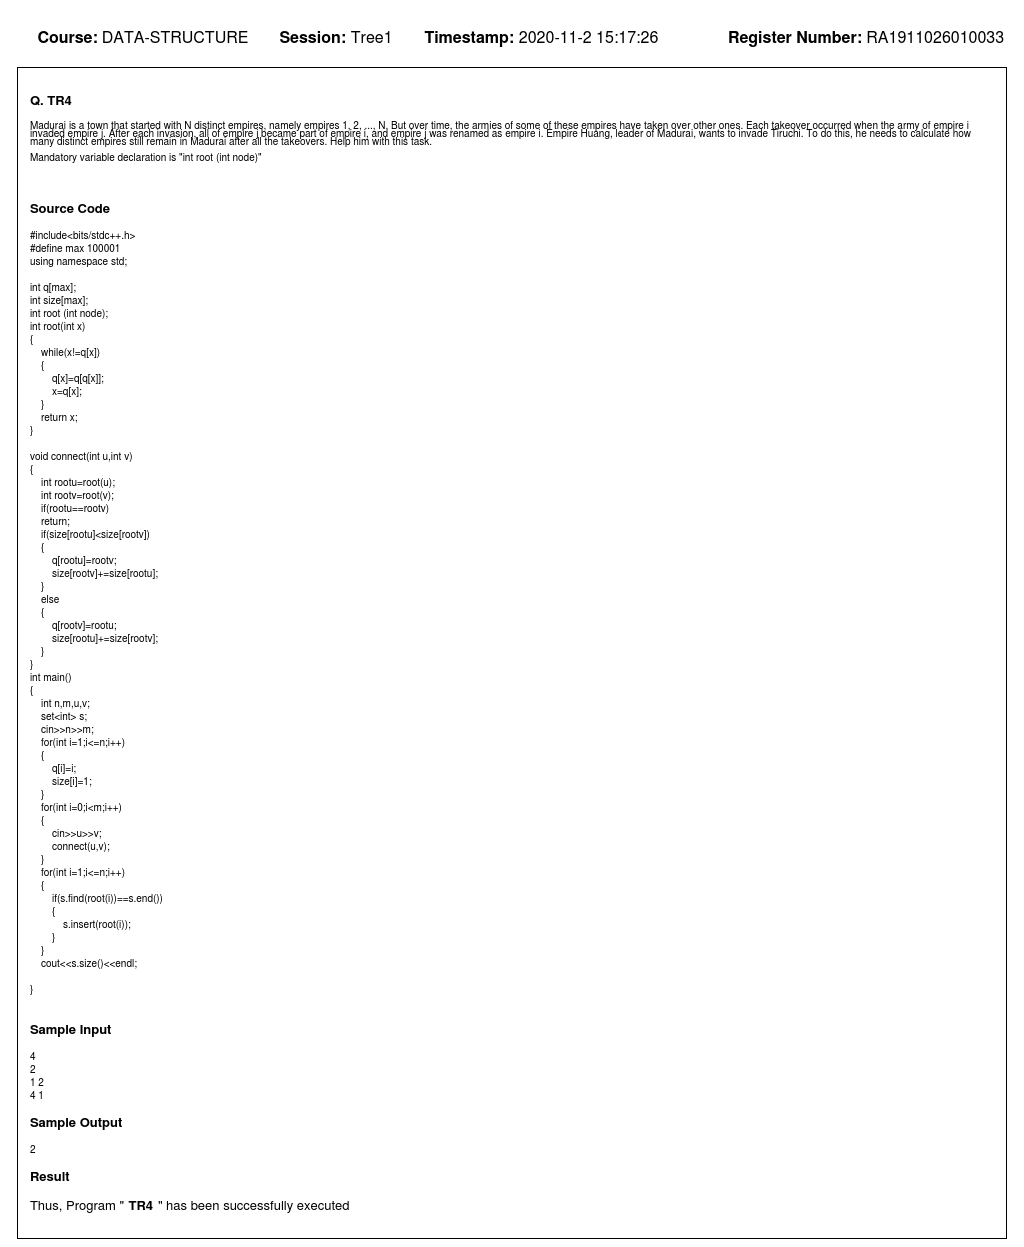 Course: DATA-STRUCTURE Session: Tree1 Timestamp: 2020-11-2 15:17:26 Register Number: RA1911026010033
Q. TR4
Madurai is a town that started with N distinct empires, namely empires 1, 2, ..., N. But over time, the armies of some of these empires have taken over other ones. Each takeover occurred when the army of empire i
invaded empire j. After each invasion, all of empire j became part of empire i, and empire j was renamed as empire i. Empire Huang, leader of Madurai, wants to invade Tiruchi. To do this, he needs to calculate how
many distinct empires still remain in Madurai after all the takeovers. Help him with this task.
Mandatory variable declaration is "int root (int node)"
Source Code
#include<bits/stdc++.h>
#define max 100001
using namespace std;
int q[max];
int size[max];
int root (int node);
int root(int x)
{
while(x!=q[x])
{
q[x]=q[q[x]];
x=q[x];
}
return x;
}
void connect(int u,int v)
{
int rootu=root(u);
int rootv=root(v);
if(rootu==rootv)
return;
if(size[rootu]<size[rootv])
{
q[rootu]=rootv;
size[rootv]+=size[rootu];
}
else
{
q[rootv]=rootu;
size[rootu]+=size[rootv];
}
}
int main()
{
int n,m,u,v;
set<int> s;
cin>>n>>m;
for(int i=1;i<=n;i++)
{
q[i]=i;
size[i]=1;
}
for(int i=0;i<m;i++)
{
cin>>u>>v;
connect(u,v);
}
for(int i=1;i<=n;i++)
{
if(s.find(root(i))==s.end())
{
s.insert(root(i));
}
}
cout<<s.size()<<endl;
}
Sample Input
4
2
1 2
4 1
Sample Output
2
Result
Thus, Program " TR4 " has been successfully executed